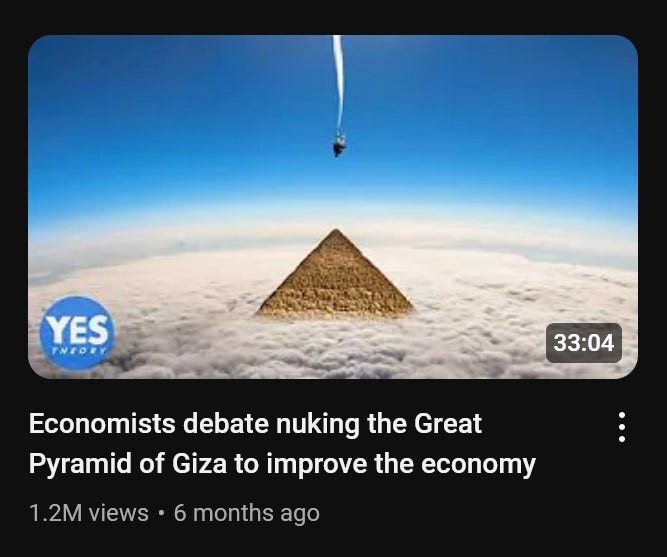 YES
THEORY
33:04
Economists debate nuking the Great
Pyramid of Giza to improve the economy
1.2M views • 6 months ago